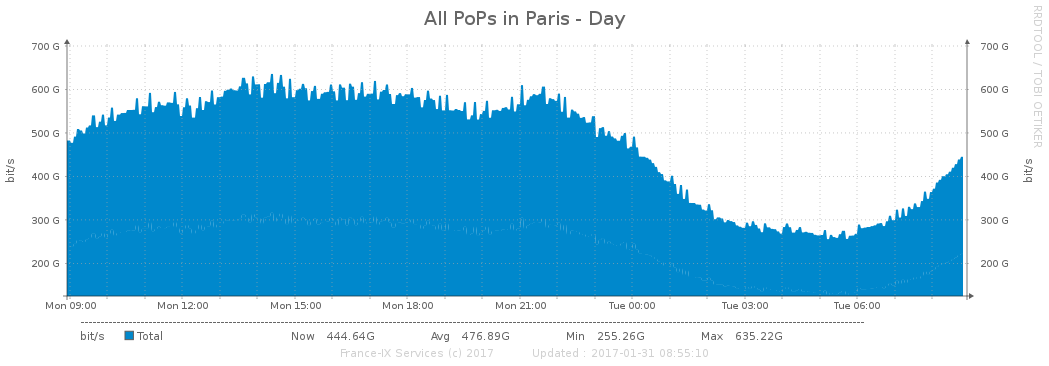 All PoPs in Paris - Day
RRDTOOL / TOBI OETIKER
700 G 700 G
600 G 600 G
500 G 500 G
400 G 400 G
300 G 300 G
200 G 200 G
bit/s bit/s
Mon 09:00 Mon 12:00 Mon 15:00 Mon 18:00 Mon 21:00 Tue 00:00 Tue 03:00 Tue 06:00
bit/s Total Now 444.64G Avg 476.89G Min 255.26G Max 635.22G
France-IX Services (c) 2017 Updated : 2017-01-31 08:55:10